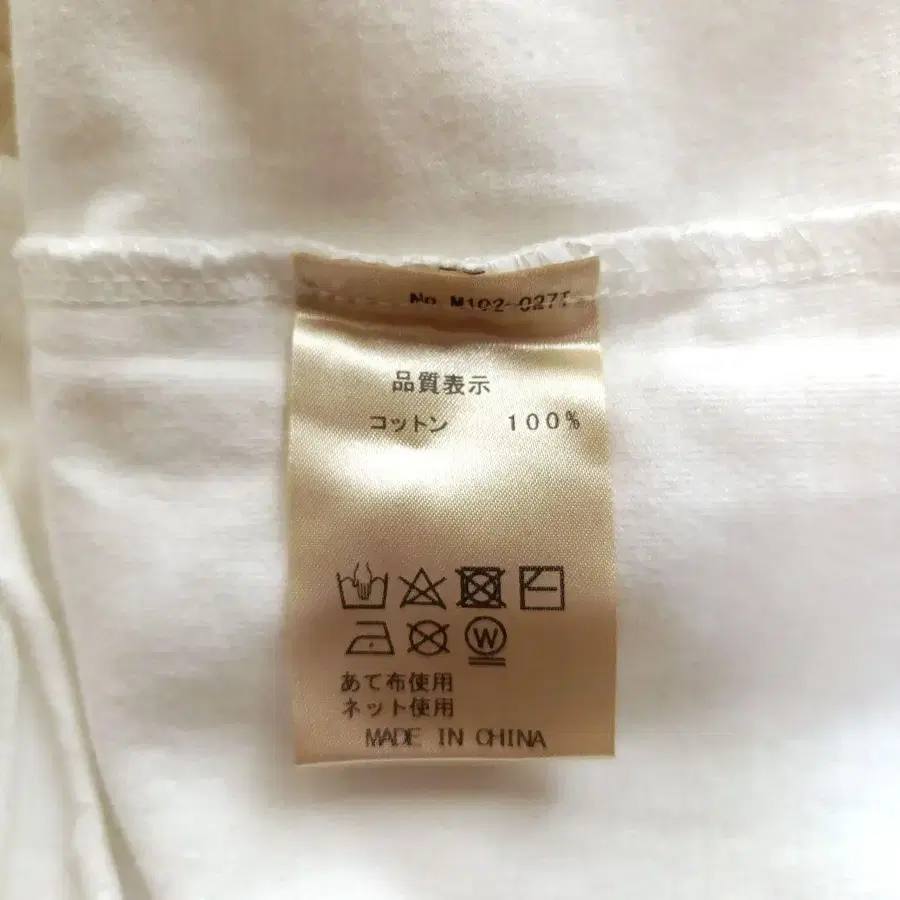 No M102-027T
品質表示
コットン 100%
W
あて布使用
ネット使用
MADE IN CHINA